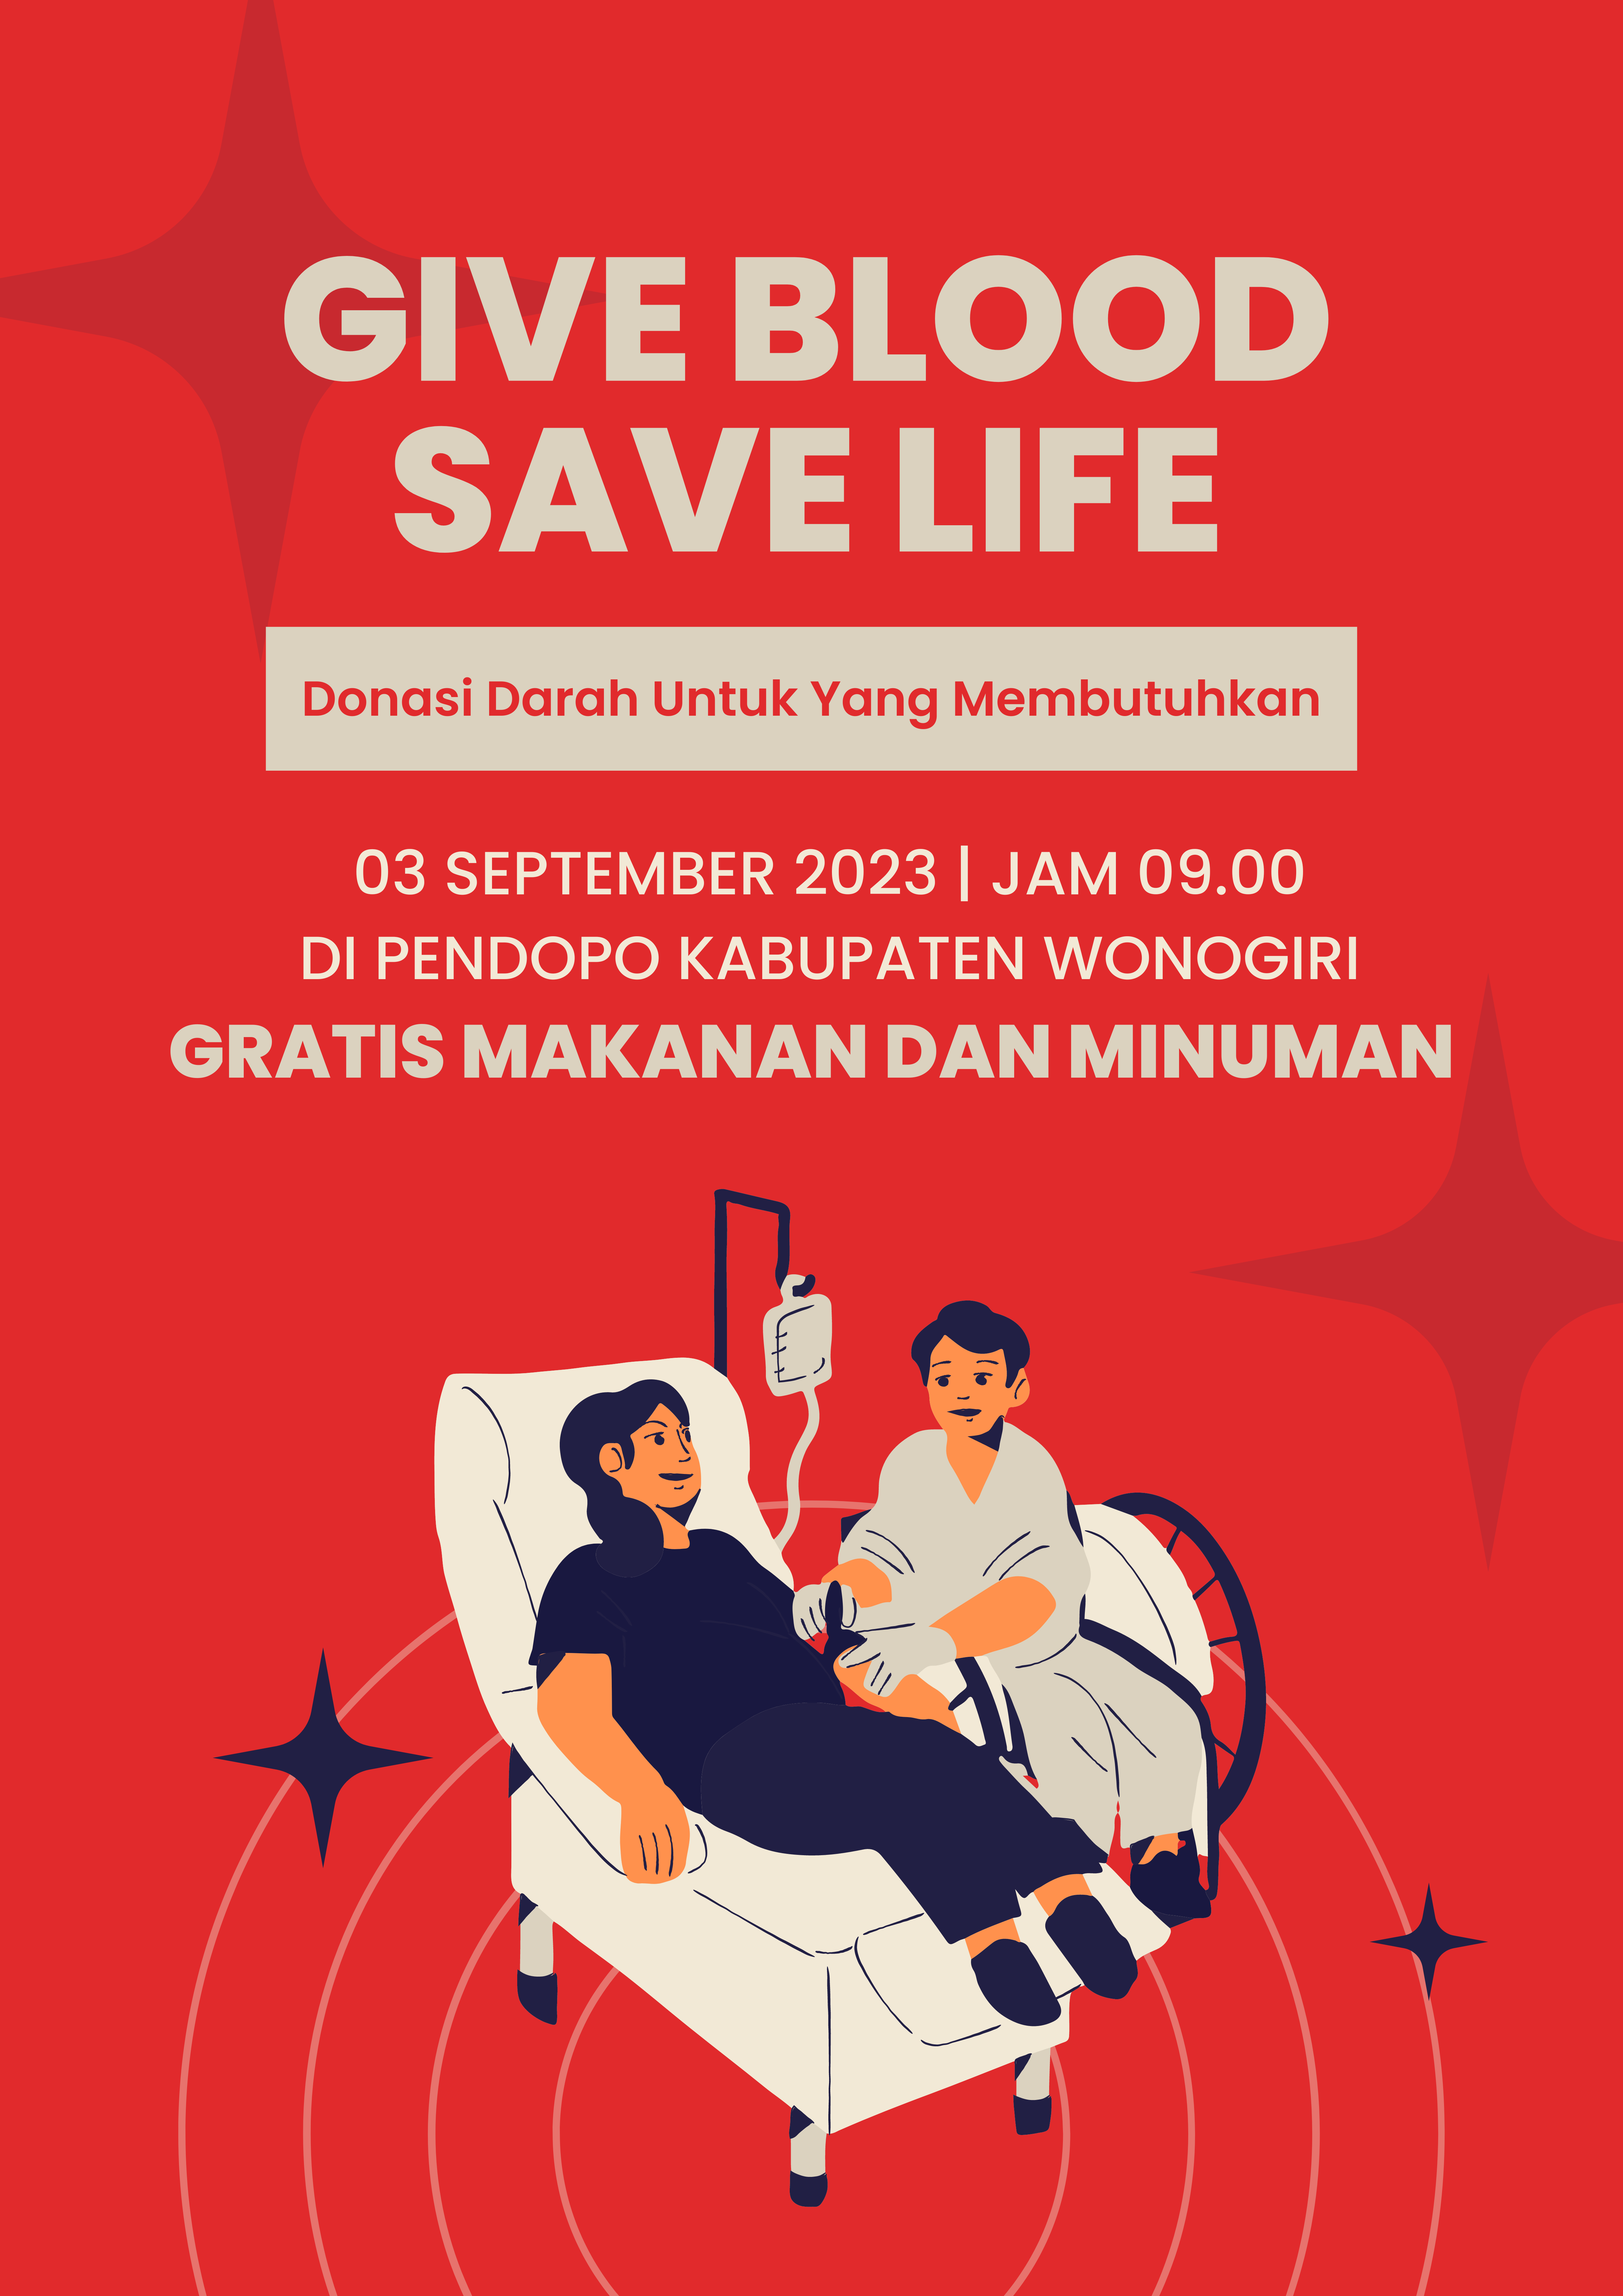 GIVE BLOOD
SAVE LIFE
Donasi Darah Untuk Yang Membutuhkan
03 SEPTEMBER 2023 | JAM 09.00
DI PENDOPO KABUPATEN WONOGIRI
GRATIS MAKANAN DAN MINUMAN